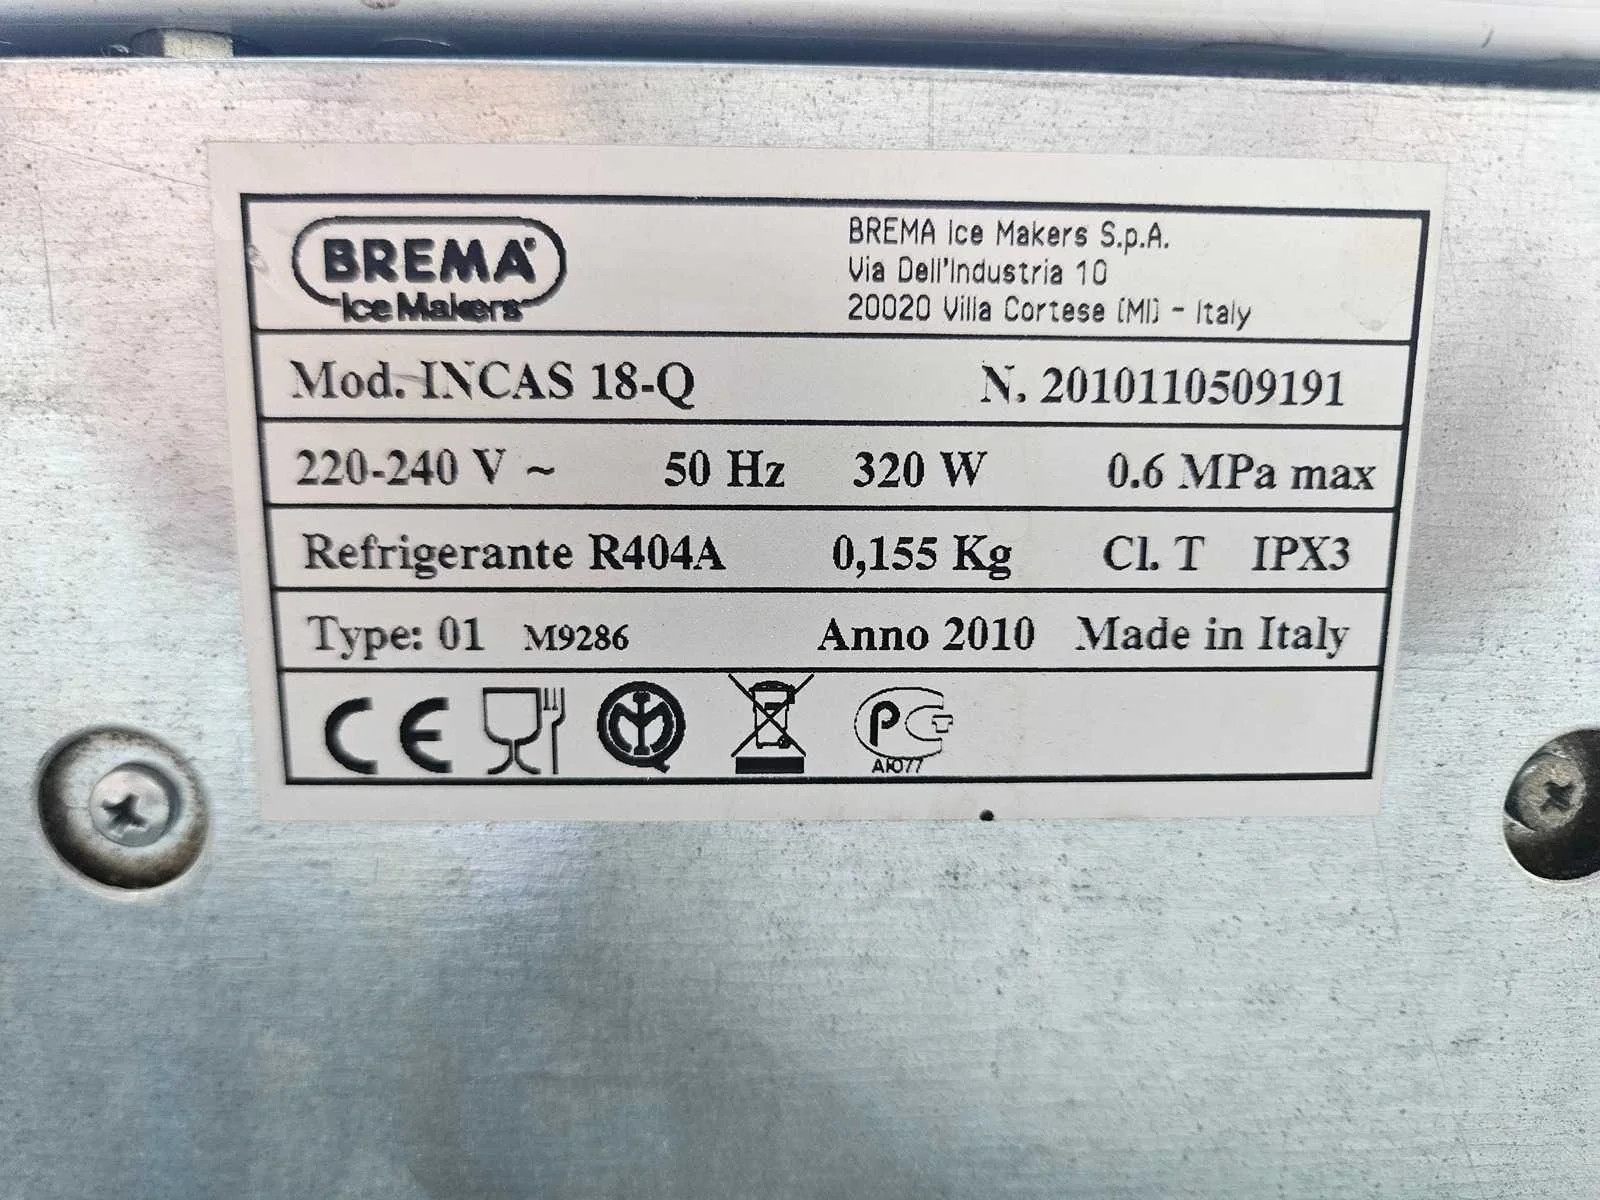 BREMA®
Ice Makers
BREMA Ice Makers S.p.A.
Via Dell'Industria 10
20020 Villa Cortese (MI) - Italy
Mod. INCAS 18-Q N. 2010110509191
220-240 V ~ 50 Hz 320 W 0.6 MPa max
Refrigerante R404A 0,155 Kg Cl. T IPX3
Type: 01 M9286 Anno 2010 Made in Italy
CE